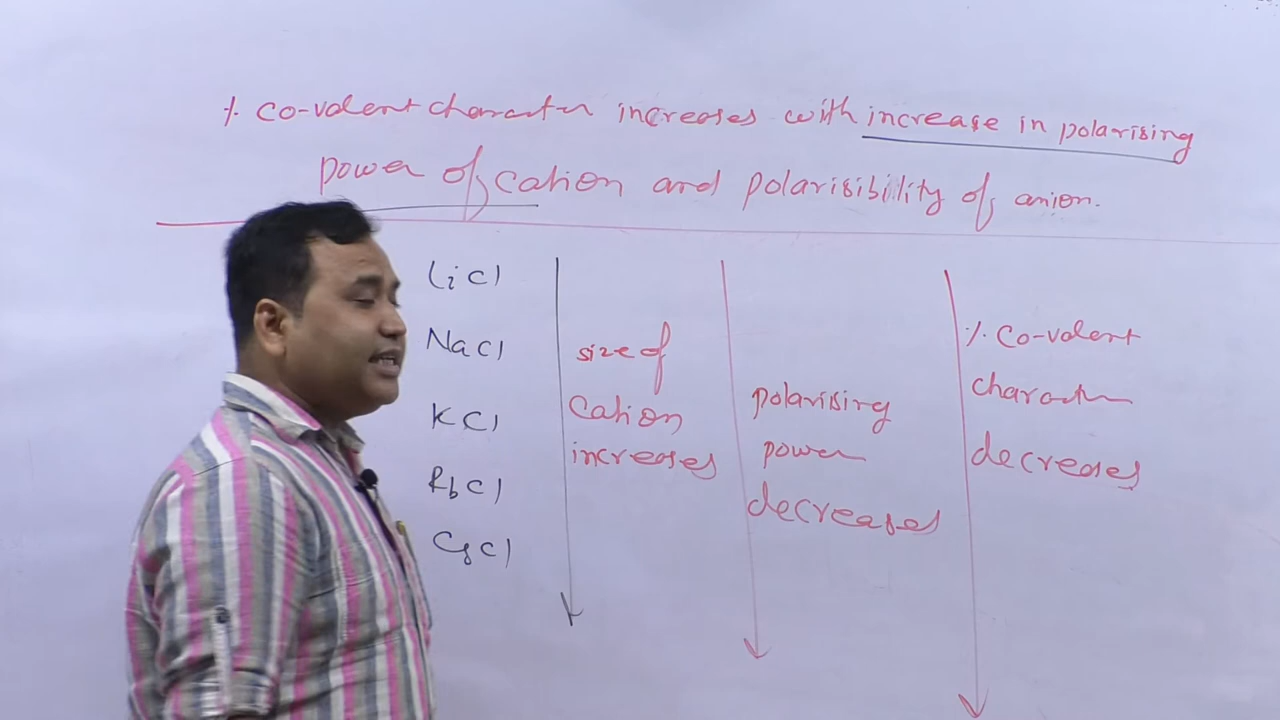 % Co-valent character increases with increase in polarising
power of cation and polarisibility of anion.
LiCl
NaCl
KCl
RbCl
CsCl
size of
Cation
increases
polarising
power
decreases
% Co-valent
character
decreases